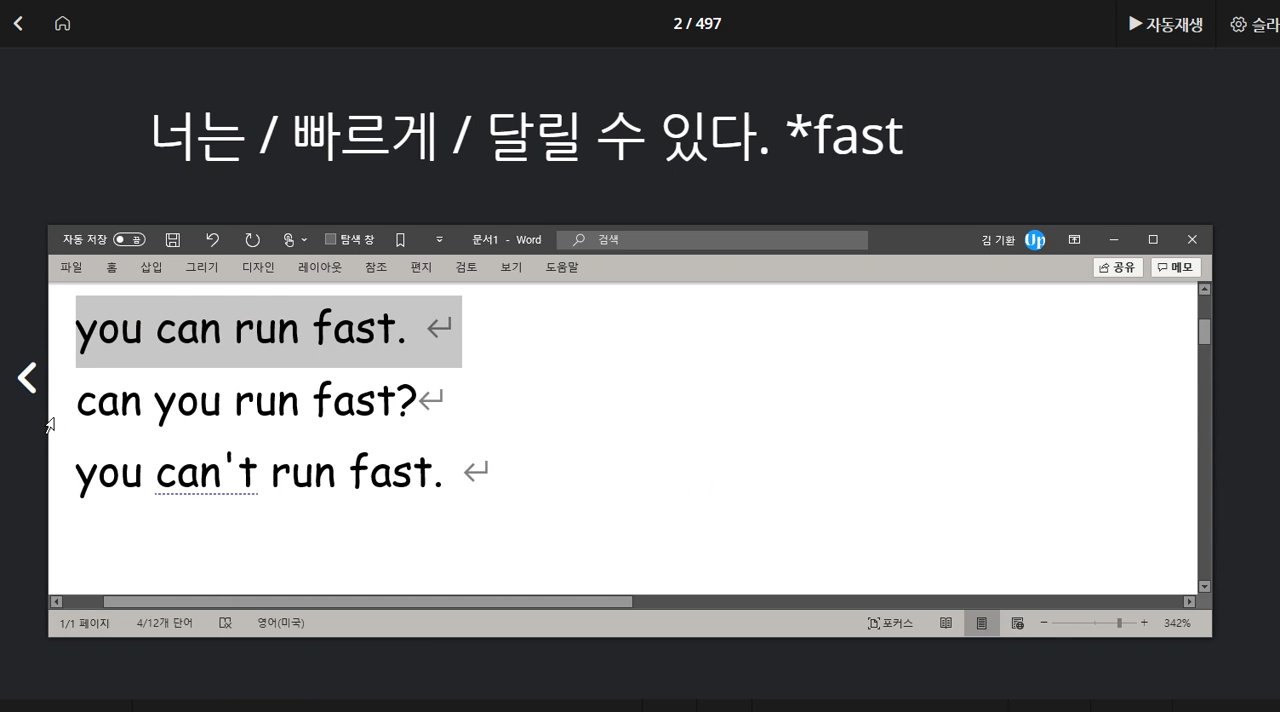 2 / 497
자동재생
슬라
너는 / 빠르게 / 달릴 수 있다. *fast
자동 저장 끔
탐색 창
문서1 - Word
검색
김 기환
Up
파일 홈 삽입 그리기 디자인 레이아웃 참조 편지 검토 보기 도움말
공유 메모
you can run fast.
can you run fast?
you can't run fast.
1/1 페이지 4/12개 단어 영어(미국)
포커스
342%